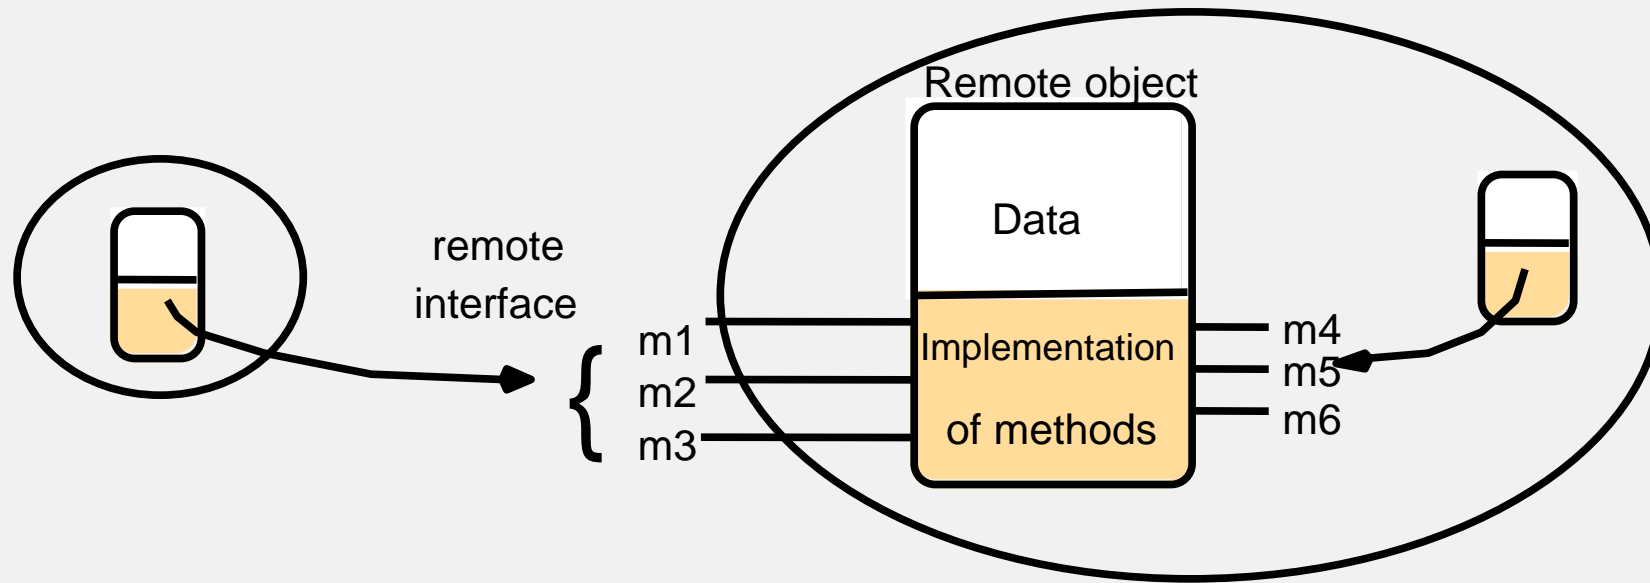 Remote object
Data
remote
interface
{
m1
m2
m3
Implementation
of methods
m4
m5
m6